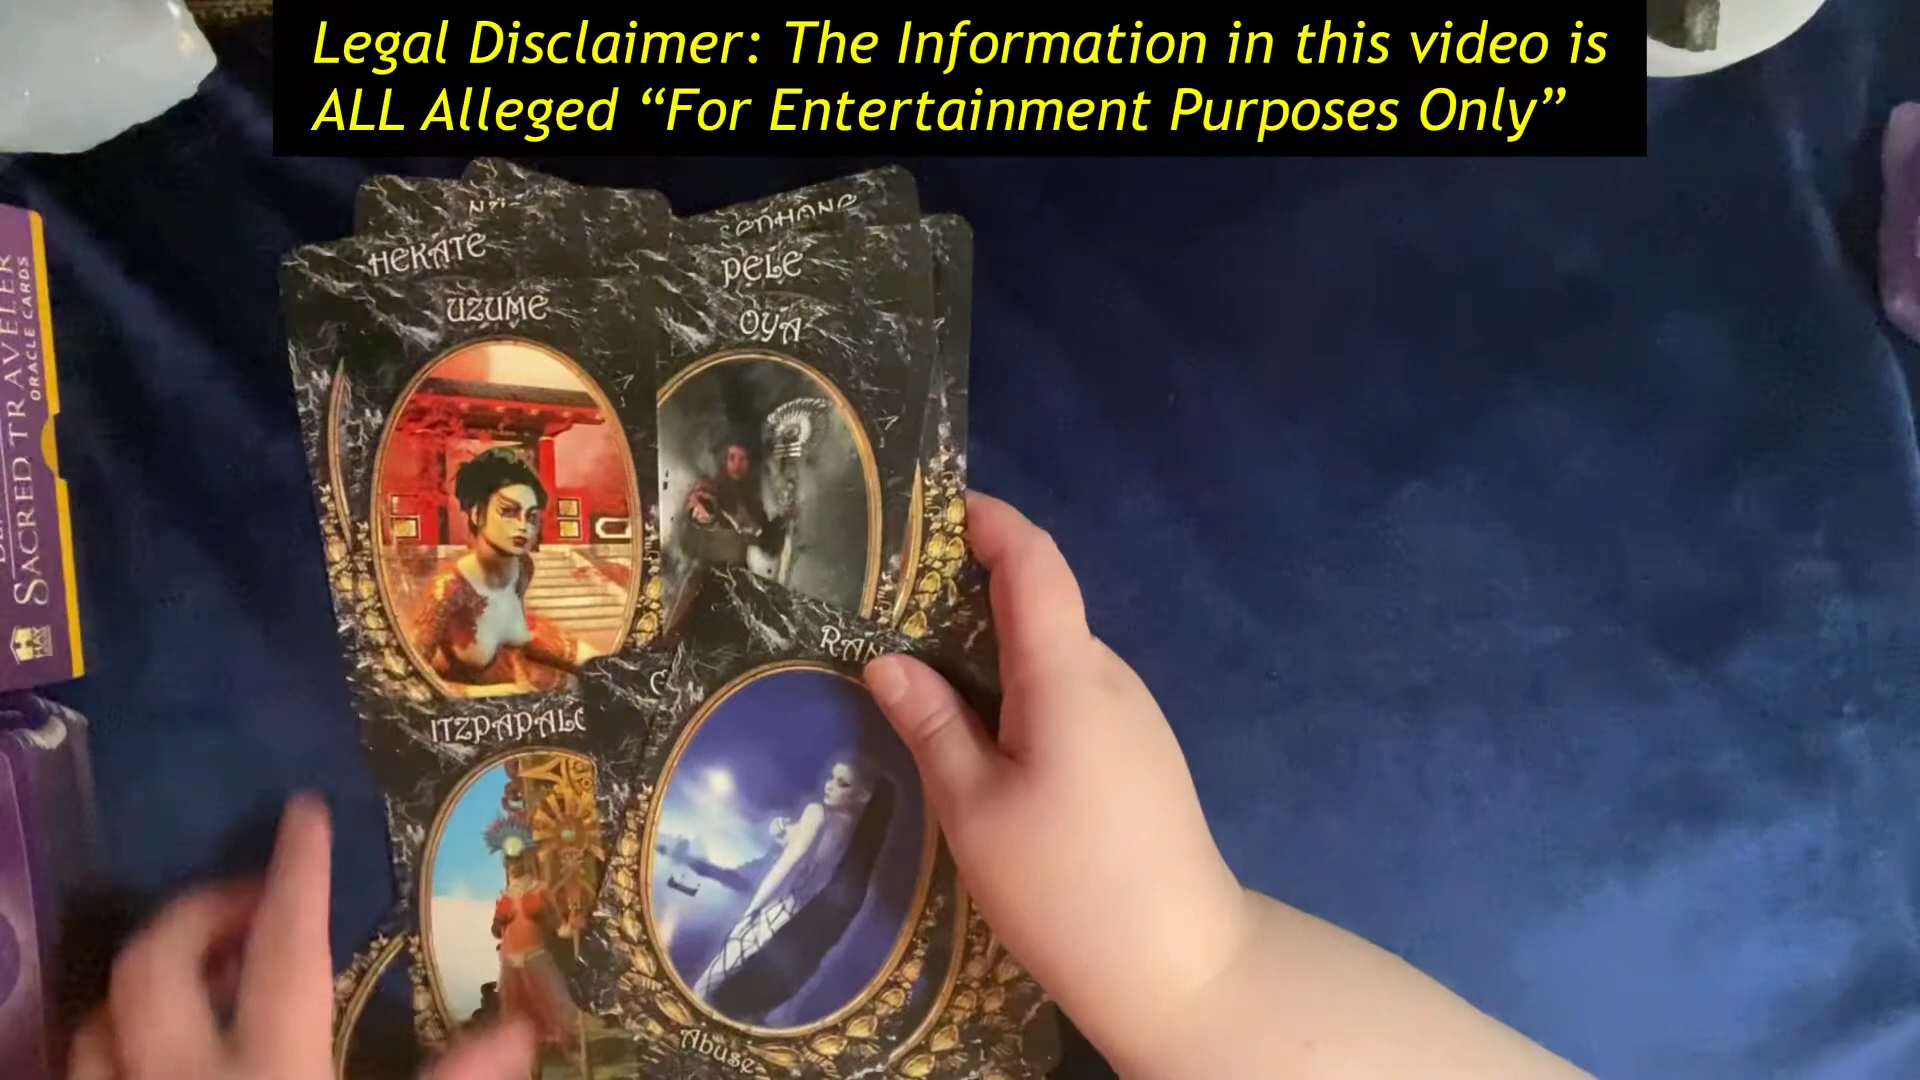 Legal Disclaimer: The Information in this video is
ALL Alleged “For Entertainment Purposes Only”
HEKATE
PELE
UZUME
OYA
SACRED TRAVELER
ORACLE CARDS
HAY
Abuse